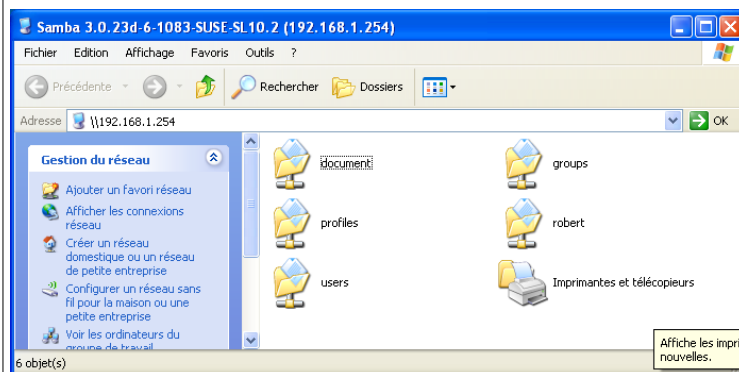 Samba 3.0.23d-6-1083-SUSE-SL10.2 (192.168.1.254)
Fichier Edition Affichage Favoris Outils ?
Précédente Rechercher Dossiers
Adresse \\192.168.1.254 OK
Gestion du réseau
Ajouter un favori réseau
Afficher les connexions
réseau
Créer un réseau
domestique ou un réseau
de petite entreprise
Configurer un réseau sans
fil pour la maison ou une
petite entreprise
Voir les ordinateurs du
groupe de travail
document
groups
profiles
robert
users
Imprimantes et télécopieurs
Affiche les impri
nouvelles.
6 objet(s)